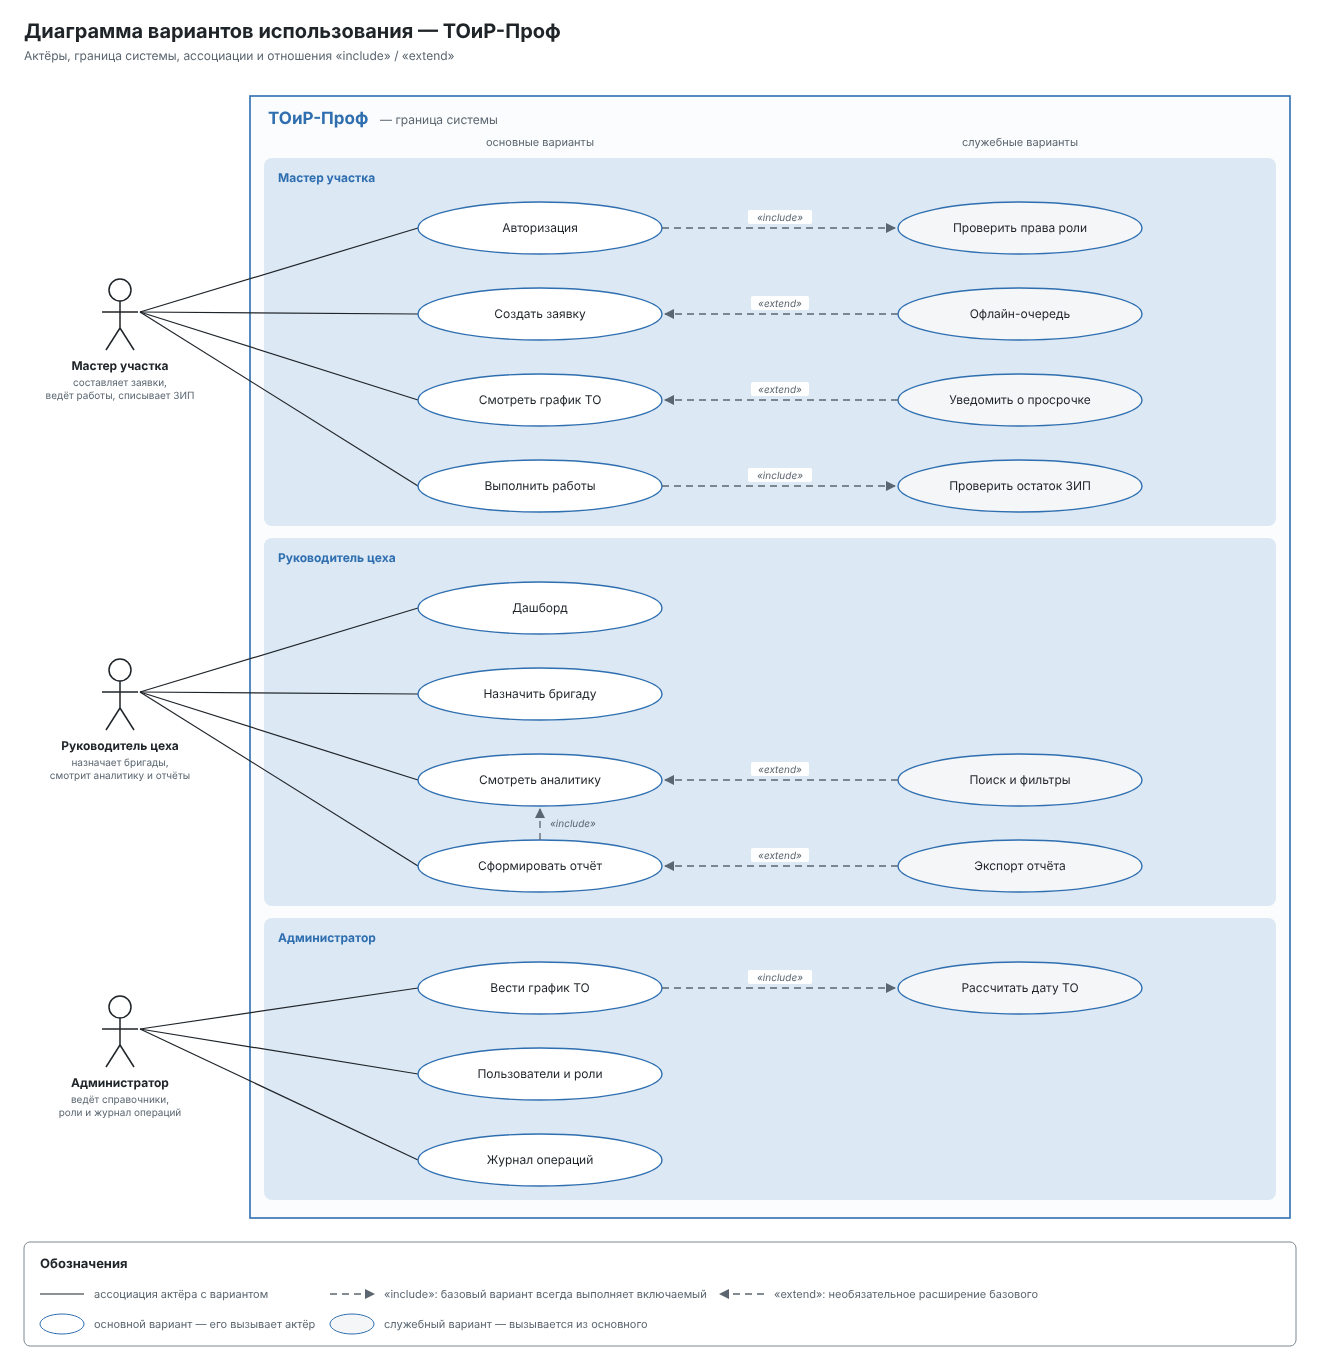 Диаграмма вариантов использования — ТОиР-Проф
Актёры, граница системы, ассоциации и отношения «include» / «extend»
ТОиР-Проф — граница системы
основные варианты
служебные варианты
Мастер участка
Авторизация
«include»
Проверить права роли
Создать заявку
«extend»
Офлайн-очередь
Смотреть график ТО
«extend»
Уведомить о просрочке
Выполнить работы
«include»
Проверить остаток ЗИП
Мастер участка
составляет заявки,
ведёт работы, списывает ЗИП
Руководитель цеха
Дашборд
Назначить бригаду
Смотреть аналитику
«extend»
Поиск и фильтры
«include»
Сформировать отчёт
«extend»
Экспорт отчёта
Руководитель цеха
назначает бригады,
смотрит аналитику и отчёты
Администратор
Вести график ТО
«include»
Рассчитать дату ТО
Пользователи и роли
Журнал операций
Администратор
ведёт справочники,
роли и журнал операций
Обозначения
ассоциация актёра с вариантом
«include»: базовый вариант всегда выполняет включаемый
«extend»: необязательное расширение базового
основной вариант — его вызывает актёр
служебный вариант — вызывается из основного